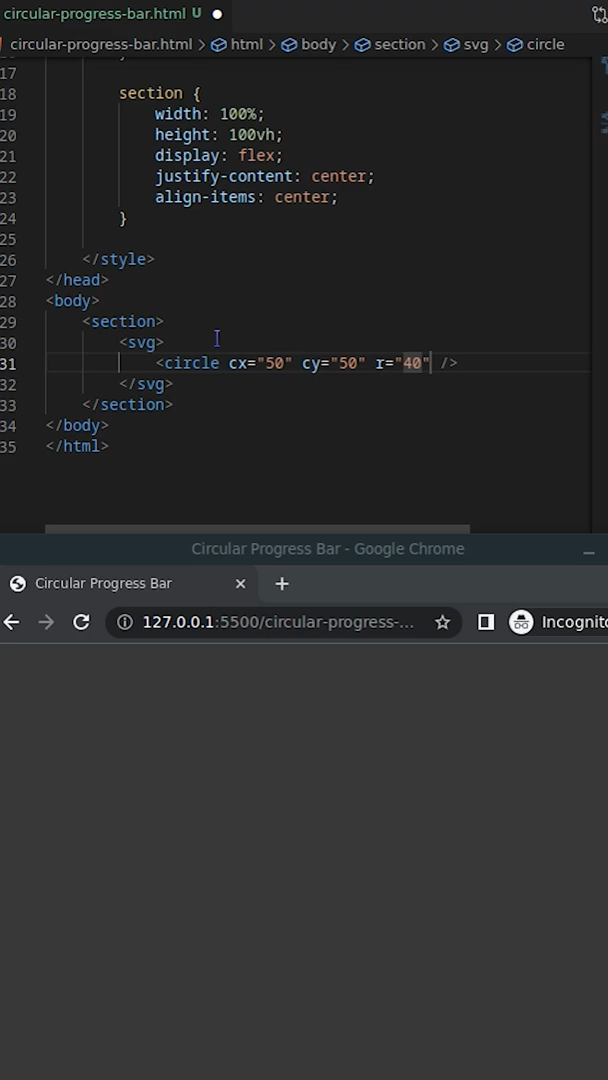 circular-progress-bar.html U
circular-progress-bar.html > html > body > section > svg > circle
17
18 section {
19 width: 100%;
20 height: 100vh;
21 display: flex;
22 justify-content: center;
23 align-items: center;
24 }
25
26 </style>
27 </head>
28 <body>
29 <section>
30 <svg>
31 <circle cx="50" cy="50" r="40" />
32 </svg>
33 </section>
34 </body>
35 </html>
Circular Progress Bar - Google Chrome
Circular Progress Bar
127.0.0.1:5500/circular-progress-...
Incognito